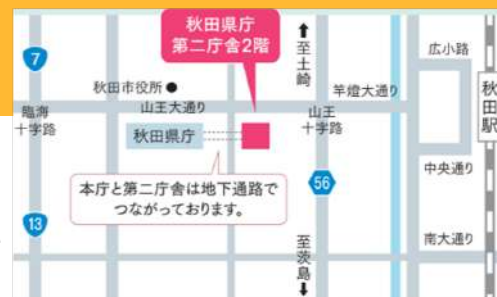 秋田県庁
第二庁舎2階
7
至土崎
広小路
秋田市役所
竿燈大通り
山王大通り
臨海
十字路
秋田県庁
山王
十字路
秋田駅
中央通り
本庁と第二庁舎は地下通路で
つながっております。
56
13
至茨島
南大通り